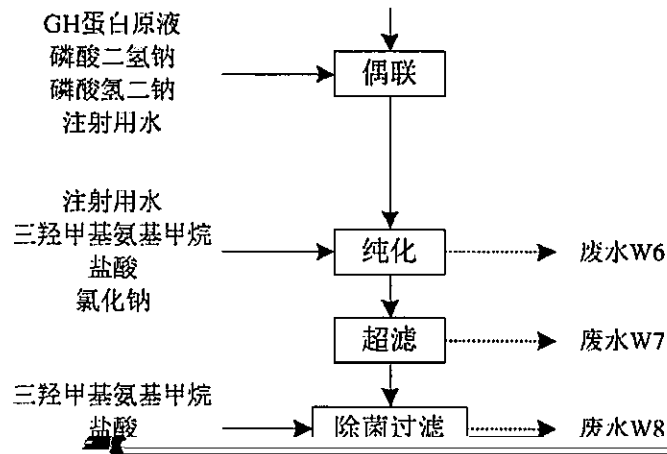 GH蛋白原液
磷酸二氢钠
磷酸氢二钠
注射用水
偶联
注射用水
三羟甲基氨基甲烷
盐酸
氯化钠
纯化
废水W6
超滤
废水W7
三羟甲基氨基甲烷
盐酸
除菌过滤
废水W8